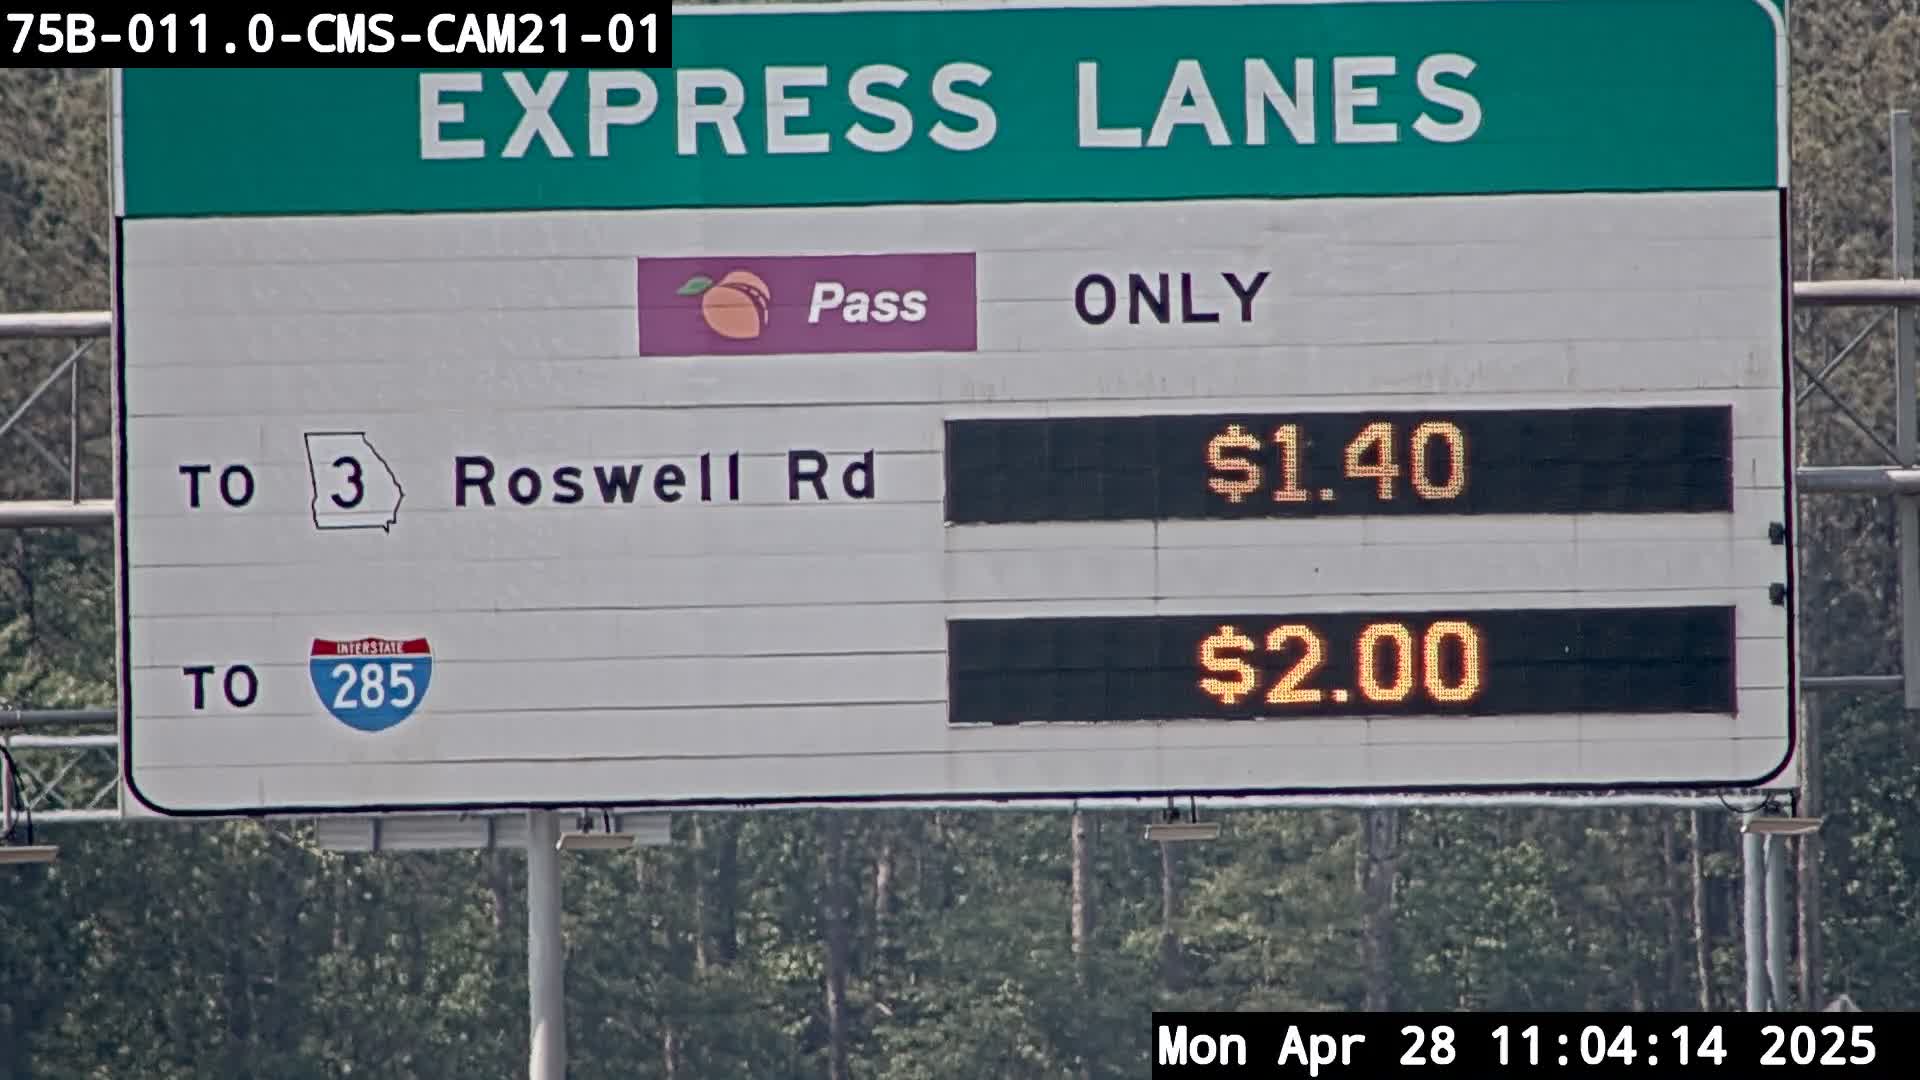 75B-011.0-CMS-CAM21-01
EXPRESS LANES
Pass ONLY
TO 3 Roswell Rd $1.40
TO INTERSTATE 285 $2.00
Mon Apr 28 11:04:14 2025